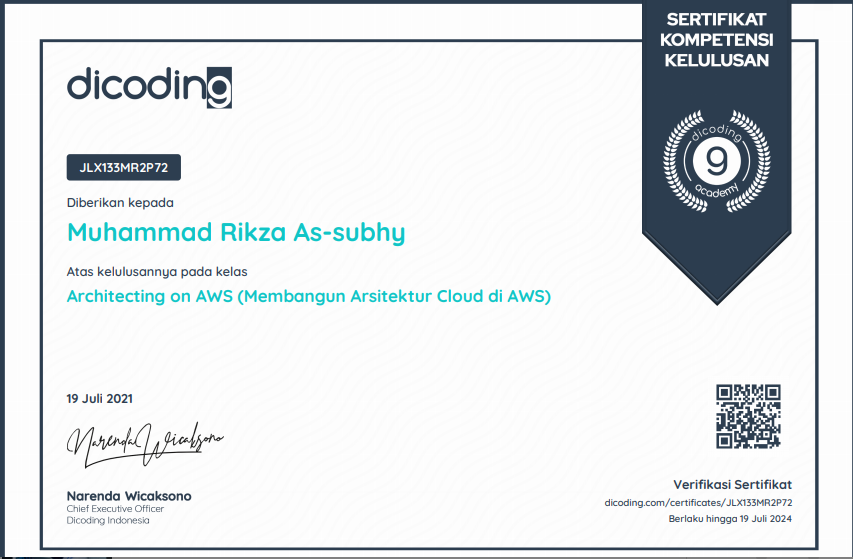 SERTIFIKAT
KOMPETENSI
KELULUSAN
dicoding
dicoding
9
academy
JLX133MR2P72
Diberikan kepada
Muhammad Rikza As-subhy
Atas kelulusannya pada kelas
Architecting on AWS (Membangun Arsitektur Cloud di AWS)
19 Juli 2021
Narenda Wicaksono
Narenda Wicaksono
Chief Executive Officer
Dicoding Indonesia
Verifikasi Sertifikat
dicoding.com/certificates/JLX133MR2P72
Berlaku hingga 19 Juli 2024